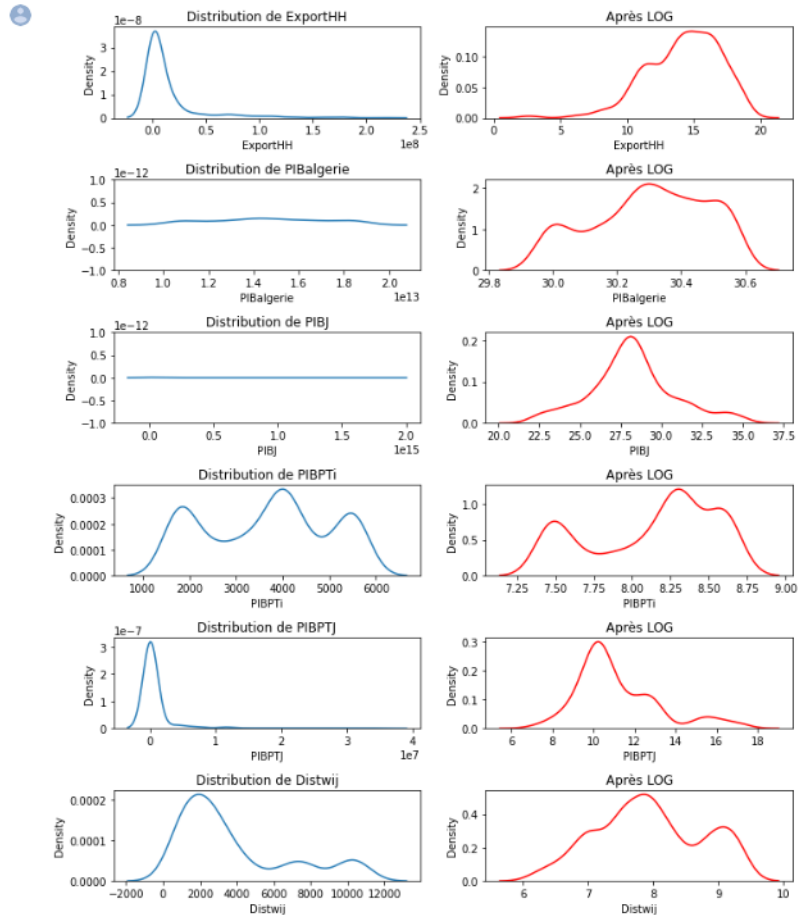 Distribution de ExportHH
Après LOG
1e−8
Density
3
2
1
0
0.0 0.5 1.0 1.5 2.0 2.5
1e8
ExportHH
Density
0.10
0.05
0.00
0 5 10 15 20
ExportHH
Distribution de PIBalgerie
Après LOG
1e−12
Density
1.0
0.5
0.0
−0.5
−1.0
0.8 1.0 1.2 1.4 1.6 1.8 2.0
1e13
PIBalgerie
Density
2
1
0
29.8 30.0 30.2 30.4 30.6
PIBalgerie
Distribution de PIBJ
Après LOG
1e−12
Density
1.0
0.5
0.0
−0.5
−1.0
0.0 0.5 1.0 1.5 2.0
1e15
PIBJ
Density
0.2
0.1
0.0
20.0 22.5 25.0 27.5 30.0 32.5 35.0 37.5
PIBJ
Distribution de PIBPTi
Après LOG
Density
0.0003
0.0002
0.0001
0.0000
1000 2000 3000 4000 5000 6000
PIBPTi
Density
1.0
0.5
0.0
7.25 7.50 7.75 8.00 8.25 8.50 8.75 9.00
PIBPTi
Distribution de PIBPTJ
Après LOG
1e−7
Density
3
2
1
0
0 1 2 3 4
1e7
PIBPTJ
Density
0.3
0.2
0.1
0.0
6 8 10 12 14 16 18
PIBPTJ
Distribution de Distwij
Après LOG
Density
0.0002
0.0001
0.0000
−2000 0 2000 4000 6000 8000 10000 12000
Distwij
Density
0.4
0.2
0.0
6 7 8 9 10
Distwij